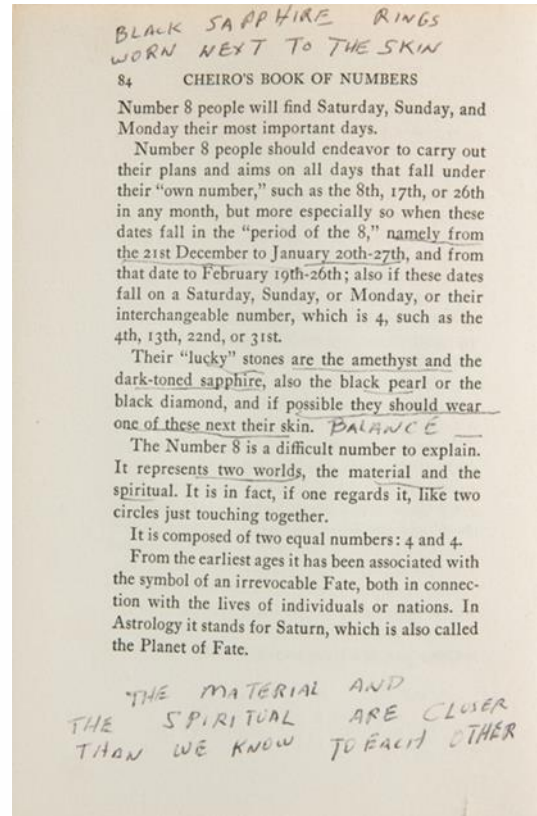 BLACK SAPPHIRE RINGS
WORN NEXT TO THE SKIN
84 CHEIRO'S BOOK OF NUMBERS
Number 8 people will find Saturday, Sunday, and
Monday their most important days.
Number 8 people should endeavor to carry out
their plans and aims on all days that fall under
their "own number," such as the 8th, 17th, or 26th
in any month, but more especially so when these
dates fall in the "period of the 8," namely from
the 21st December to January 20th-27th, and from
that date to February 19th-26th; also if these dates
fall on a Saturday, Sunday, or Monday, or their
interchangeable number, which is 4, such as the
4th, 13th, 22nd, or 31st.
Their "lucky" stones are the amethyst and the
dark-toned sapphire, also the black pearl or the
black diamond, and if possible they should wear
one of these next their skin. BALANCE
The Number 8 is a difficult number to explain.
It represents two worlds, the material and the
spiritual. It is in fact, if one regards it, like two
circles just touching together.
It is composed of two equal numbers: 4 and 4.
From the earliest ages it has been associated with
the symbol of an irrevocable Fate, both in connec-
tion with the lives of individuals or nations. In
Astrology it stands for Saturn, which is also called
the Planet of Fate.
THE MATERIAL AND
THE SPIRITUAL ARE CLOSER
THAN WE KNOW TO EACH OTHER